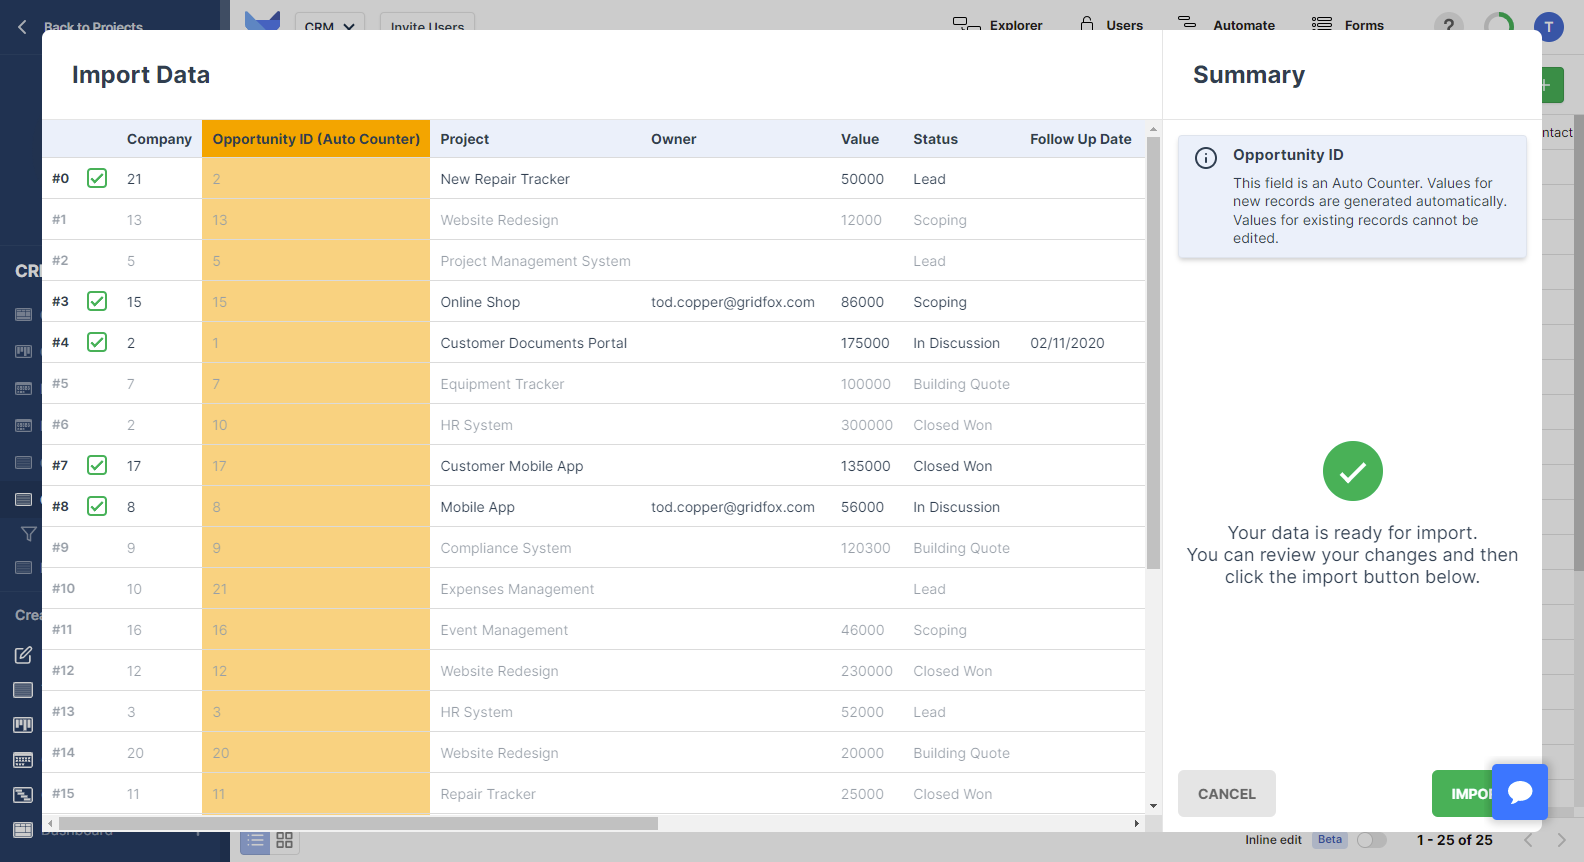 Back to Projects
CRM
Invite Users
Explorer
Users
Automate
Forms
?
T
Import Data
Summary
Company Opportunity ID (Auto Counter) Project Owner Value Status Follow Up Date
#0 21 2 New Repair Tracker 50000 Lead
#1 13 13 Website Redesign 12000 Scoping
#2 5 5 Project Management System Lead
#3 15 15 Online Shop tod.copper@gridfox.com 86000 Scoping
#4 2 1 Customer Documents Portal 175000 In Discussion 02/11/2020
#5 7 7 Equipment Tracker 100000 Building Quote
#6 2 10 HR System 300000 Closed Won
#7 17 17 Customer Mobile App 135000 Closed Won
#8 8 8 Mobile App tod.copper@gridfox.com 56000 In Discussion
#9 9 9 Compliance System 120300 Building Quote
#10 10 21 Expenses Management Lead
#11 16 16 Event Management 46000 Scoping
#12 12 12 Website Redesign 230000 Closed Won
#13 3 3 HR System 52000 Lead
#14 20 20 Website Redesign 20000 Building Quote
#15 11 11 Repair Tracker 25000 Closed Won
Opportunity ID
This field is an Auto Counter. Values for
new records are generated automatically.
Values for existing records cannot be
edited.
Your data is ready for import.
You can review your changes and then
click the import button below.
CANCEL
IMPO
ntact
CRM
Crea
Dashboard
Inline edit Beta
1 - 25 of 25